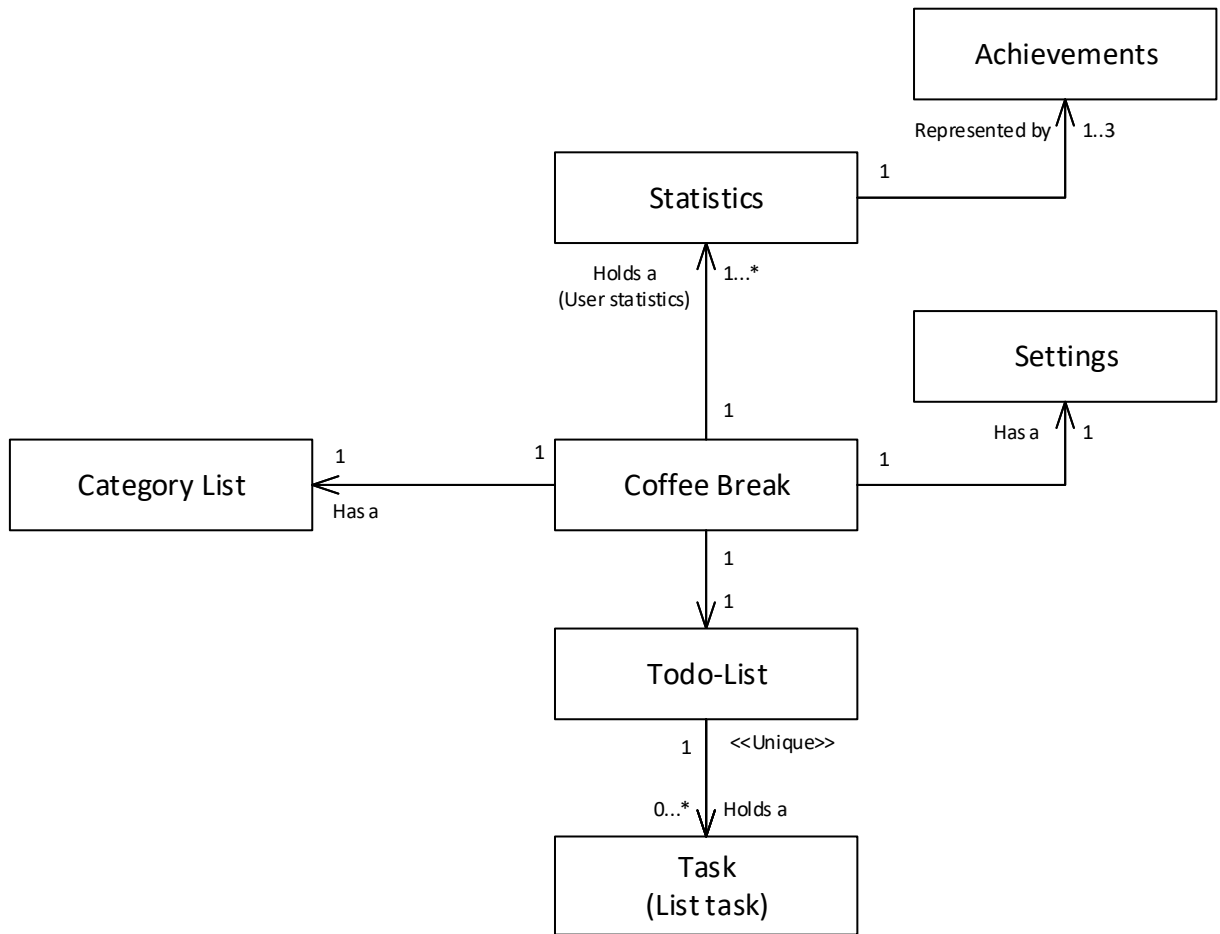 Achievements
Represented by
1..3
1
Statistics
Holds a
(User statistics)
1...*
Settings
1
Has a
1
1
1
1
Category List
Has a
Coffee Break
1
1
Todo-List
1
<<Unique>>
0...*
Holds a
Task
(List task)